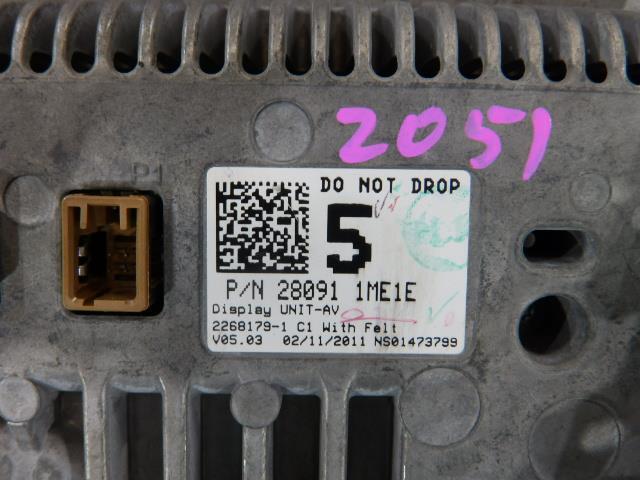 2051
P1
DO NOT DROP
5
P/N 28091 1ME1E
Display UNIT-AV
2268179-1 C1 With Felt
V05.03 02/11/2011 NS01473799